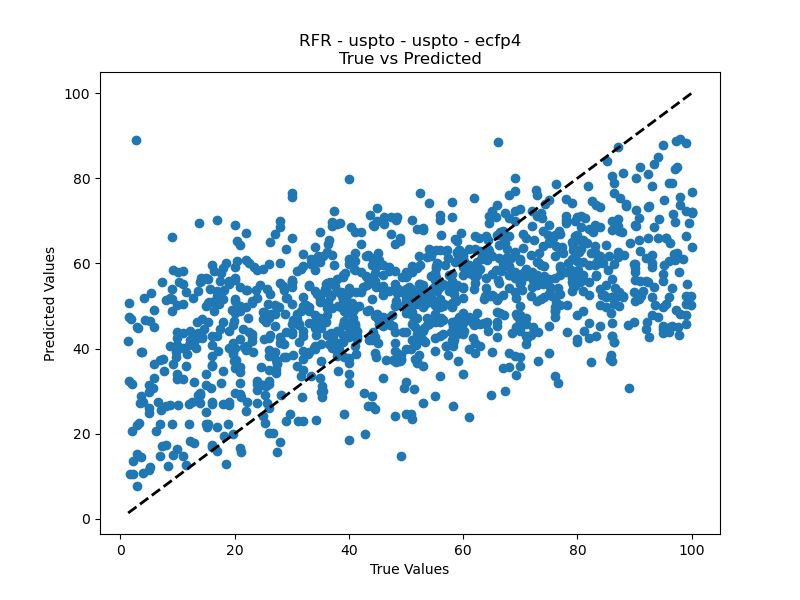 RFR - uspto - uspto - ecfp4
True vs Predicted
100
80
60
40
20
0
Predicted Values
0 20 40 60 80 100
True Values